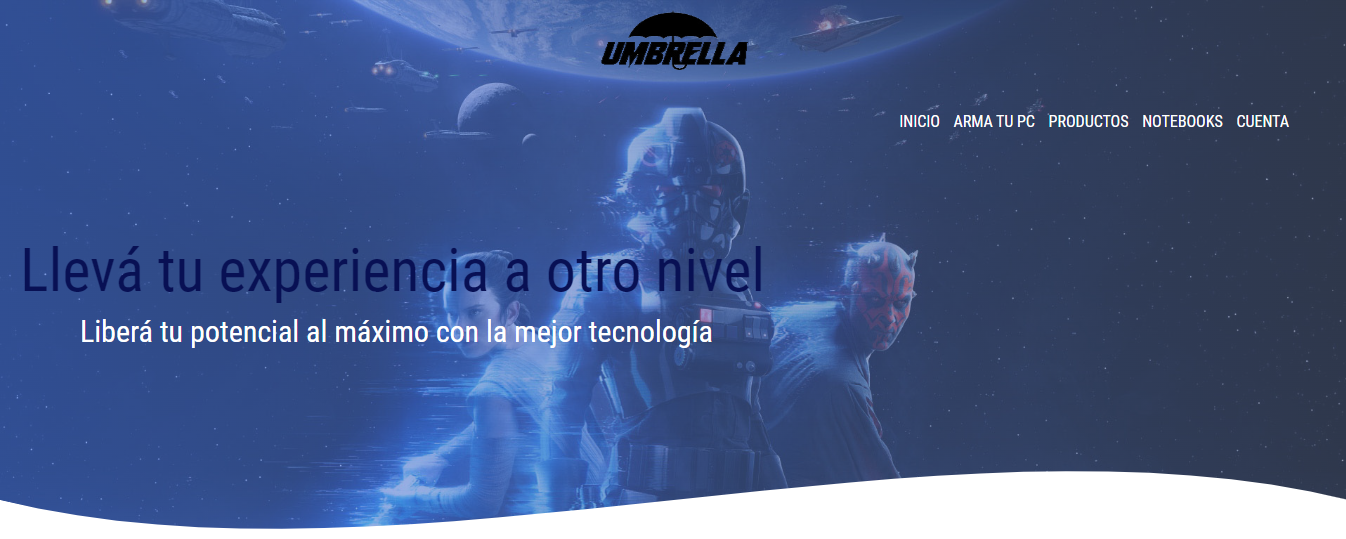 UMBRELLA
INICIO ARMA TU PC PRODUCTOS NOTEBOOKS CUENTA
Llevá tu experiencia a otro nivel
Liberá tu potencial al máximo con la mejor tecnología